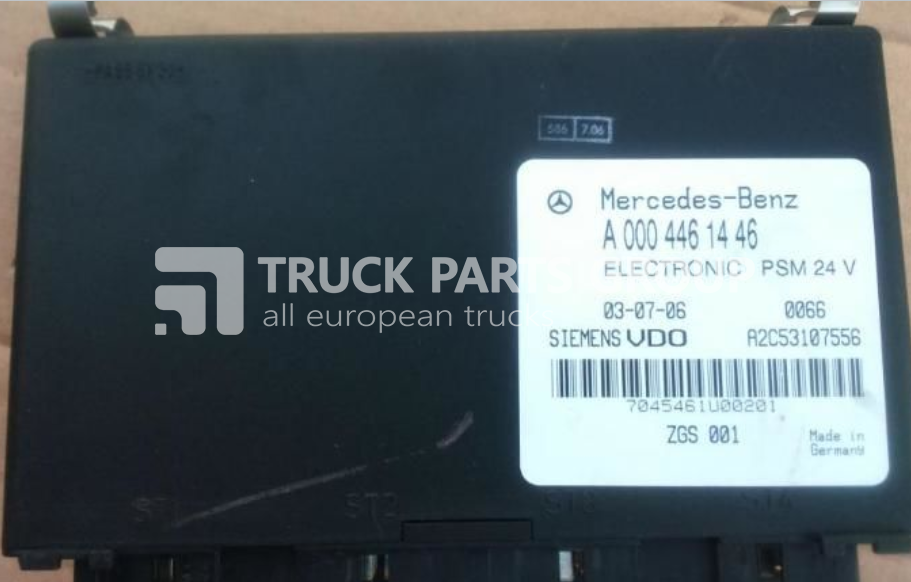 506 7.06
Mercedes-Benz
A 000 446 14 46
ELECTRONIC PSM 24 V
TRUCK PARTS
all european truc
03-07-06 0066
SIEMENS VDO A2C53107556
7045461U00201
ZGS 001
Made in
Germany
ST2